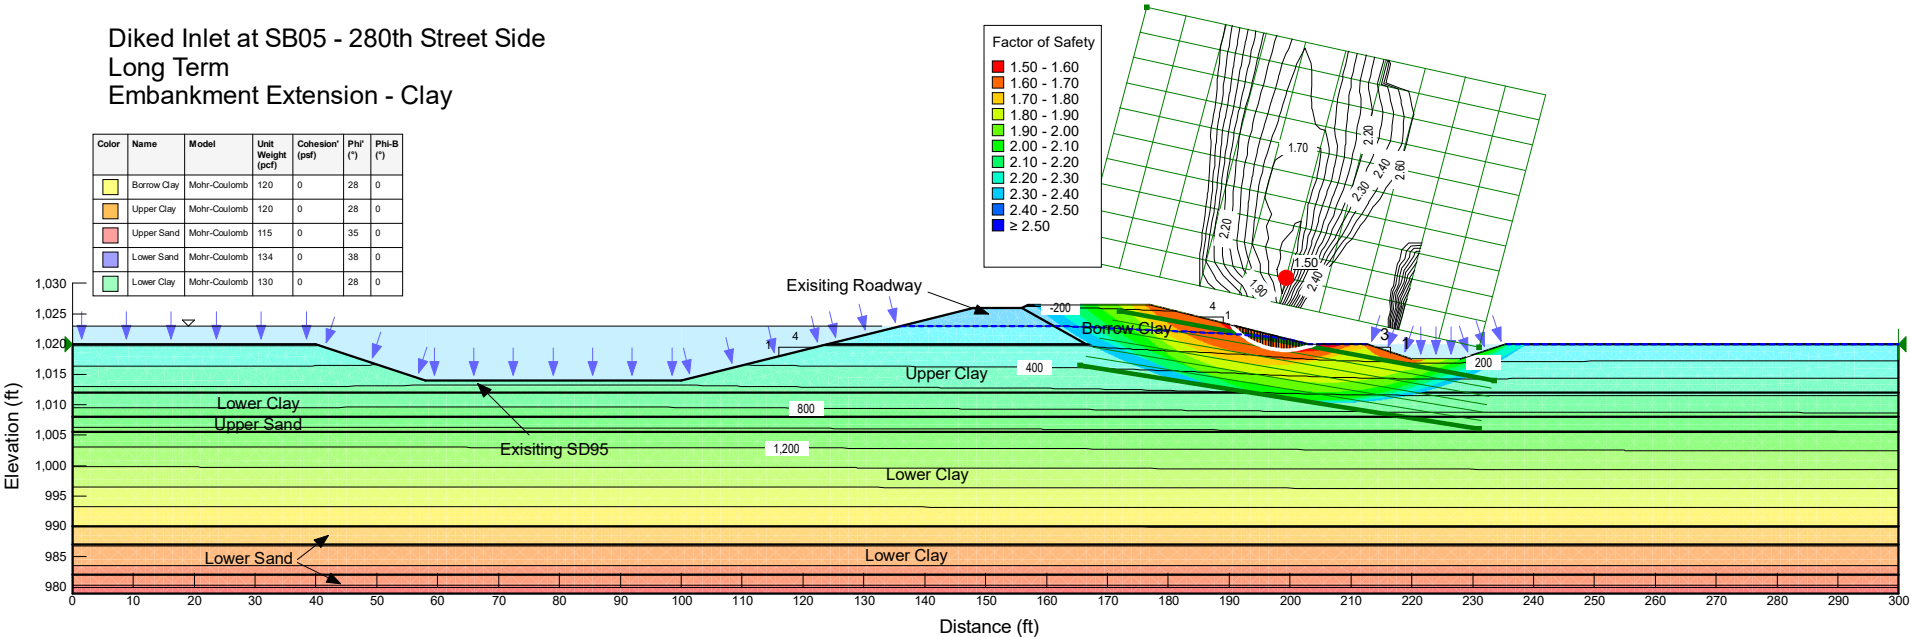 Diked Inlet at SB05 - 280th Street Side
Long Term
Embankment Extension - Clay
Color Name Model Unit Weight (pcf) Cohesion' (psf) Phi' (°) Phi-B (°)
Borrow Clay Mohr-Coulomb 120 0 28 0
Upper Clay Mohr-Coulomb 120 0 28 0
Upper Sand Mohr-Coulomb 115 0 35 0
Lower Sand Mohr-Coulomb 134 0 38 0
Lower Clay Mohr-Coulomb 130 0 28 0
Factor of Safety
1.50 - 1.60
1.60 - 1.70
1.70 - 1.80
1.80 - 1.90
1.90 - 2.00
2.00 - 2.10
2.10 - 2.20
2.20 - 2.30
2.30 - 2.40
2.40 - 2.50
≥ 2.50
1.70
2.20
2.40
2.60
2.30
2.20
1.50
1.90
2.40
Exisiting Roadway
-200
4
1
Borrow Clay
3
1
200
4
1
400
Upper Clay
Lower Clay
800
Upper Sand
Exisiting SD95
1,200
Lower Clay
Lower Sand
Lower Clay
Elevation (ft)
1,030
1,025
1,020
1,015
1,010
1,005
1,000
995
990
985
980
0 10 20 30 40 50 60 70 80 90 100 110 120 130 140 150 160 170 180 190 200 210 220 230 240 250 260 270 280 290 300
Distance (ft)